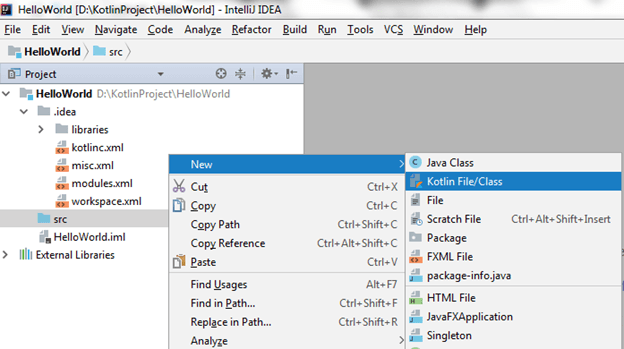 HelloWorld [D:\KotlinProject\HelloWorld] - IntelliJ IDEA
File Edit View Navigate Code Analyze Refactor Build Run Tools VCS Window Help
HelloWorld src
Project
HelloWorld D:\KotlinProject\HelloWorld
.idea
libraries
kotlinc.xml
misc.xml
modules.xml
workspace.xml
src
HelloWorld.iml
External Libraries
New
Cut Ctrl+X
Copy Ctrl+C
Copy Path Ctrl+Shift+C
Copy Reference Ctrl+Alt+Shift+C
Paste Ctrl+V
Find Usages Alt+F7
Find in Path... Ctrl+Shift+F
Replace in Path... Ctrl+Shift+R
Analyze
Java Class
Kotlin File/Class
File
Scratch File Ctrl+Alt+Shift+Insert
Package
FXML File
package-info.java
HTML File
JavaFXApplication
Singleton